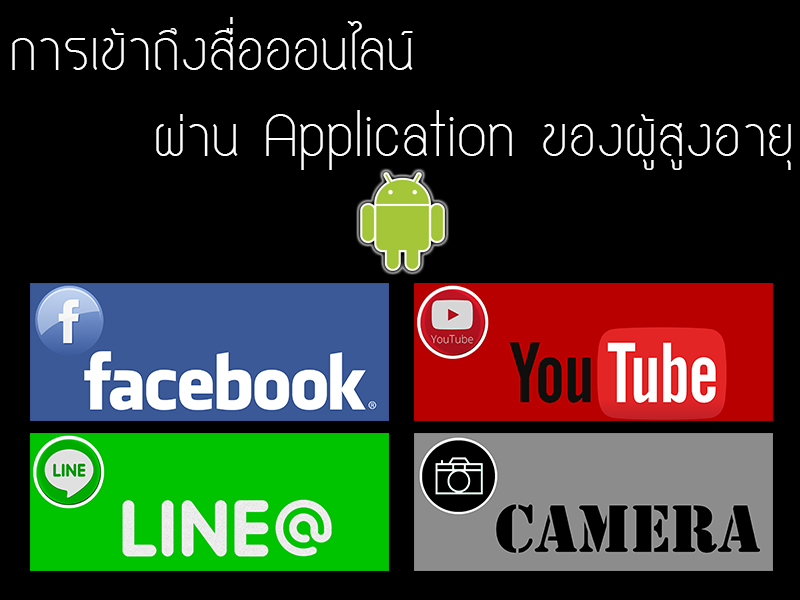 การเข้าถึงสื่อออนไลน์
ผ่าน Application ของผู้สูงอายุ
f
facebook®
YouTube
YouTube
LINE
LINE@
CAMERA